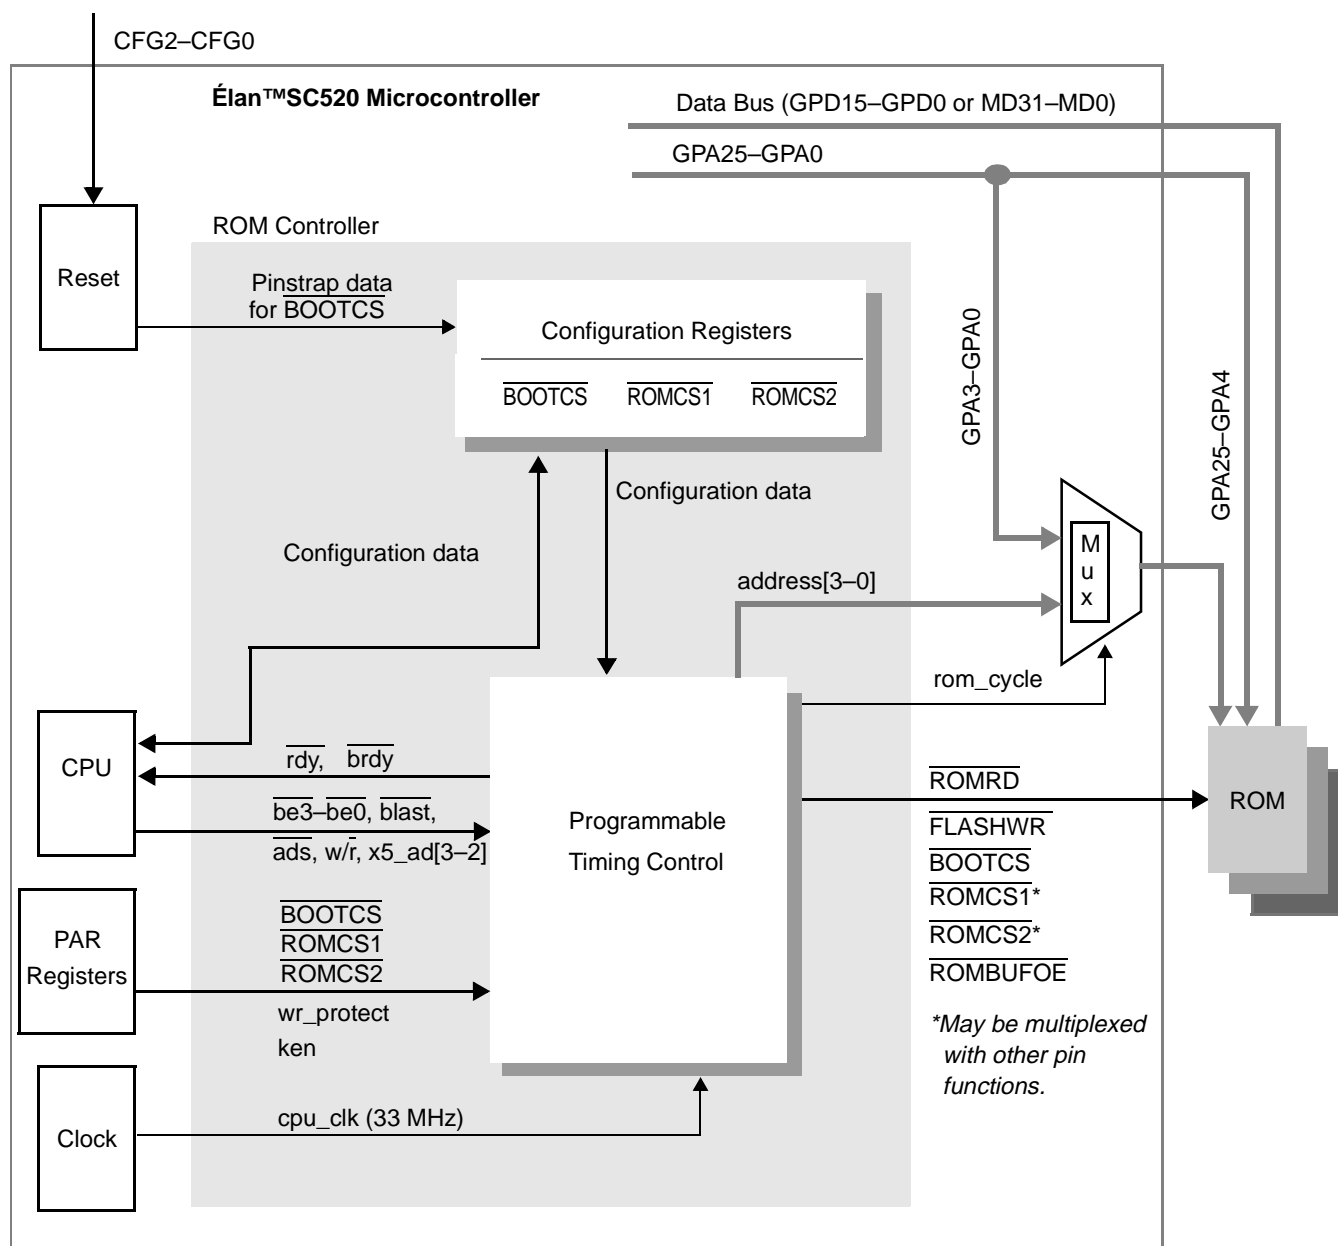 CFG2–CFG0
Élan™SC520 Microcontroller
Data Bus (GPD15–GPD0 or MD31–MD0)
GPA25–GPA0
ROM Controller
Reset
Pinstrap data
for BOOTCS
Configuration Registers
BOOTCS ROMCS1 ROMCS2
GPA3–GPA0
GPA25–GPA4
Configuration data
Configuration data
address[3–0]
M
u
x
rom_cycle
CPU
rdy, brdy
be3–be0, blast,
ads, w/r, x5_ad[3–2]
Programmable
Timing Control
ROMRD
FLASHWR
BOOTCS
ROMCS1*
ROMCS2*
ROMBUFOE
ROM
PAR
Registers
BOOTCS
ROMCS1
ROMCS2
wr_protect
ken
*May be multiplexed
with other pin
functions.
Clock
cpu_clk (33 MHz)